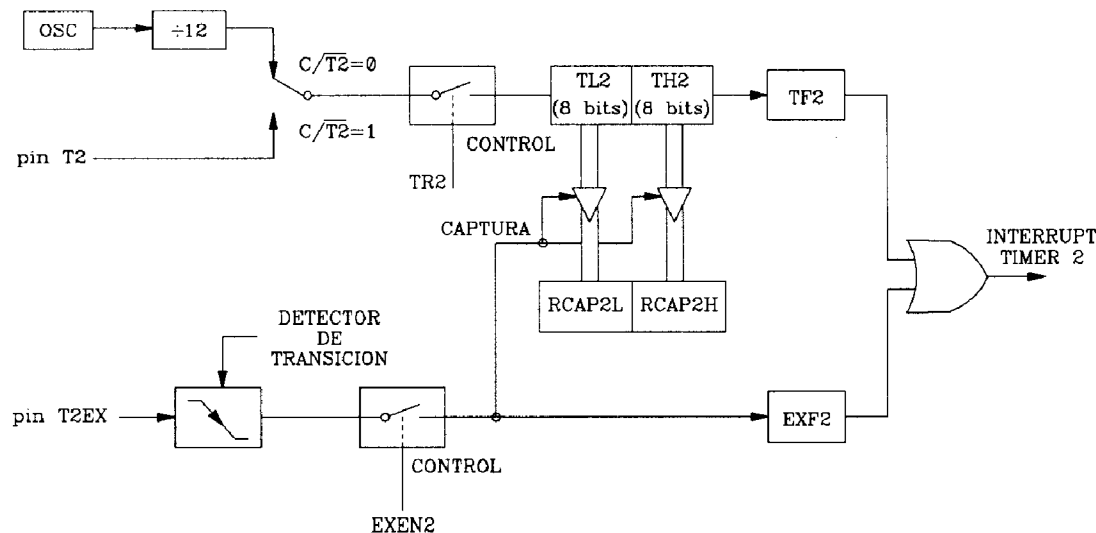 OSC
÷12
C/T2=0
C/T2=1
pin T2
CONTROL
TR2
TL2
(8 bits)
TH2
(8 bits)
TF2
CAPTURA
RCAP2L
RCAP2H
INTERRUPT
TIMER 2
DETECTOR
DE
TRANSICION
pin T2EX
CONTROL
EXEN2
EXF2